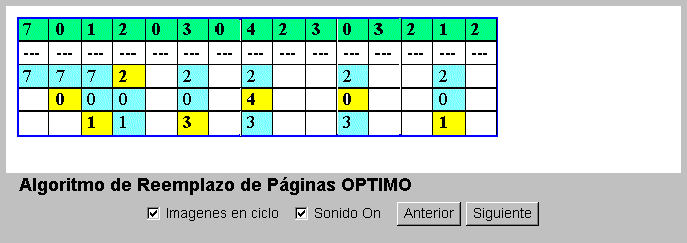 7 0 1 2 0 3 0 4 2 3 0 3 2 1 2
--- --- --- --- --- --- --- --- --- --- --- --- --- --- ---
7 7 7 2 2 2 2 2
0 0 0 0 4 0 0
1 1 3 3 3 1
Algoritmo de Reemplazo de Páginas OPTIMO
Imagenes en ciclo Sonido On Anterior Siguiente